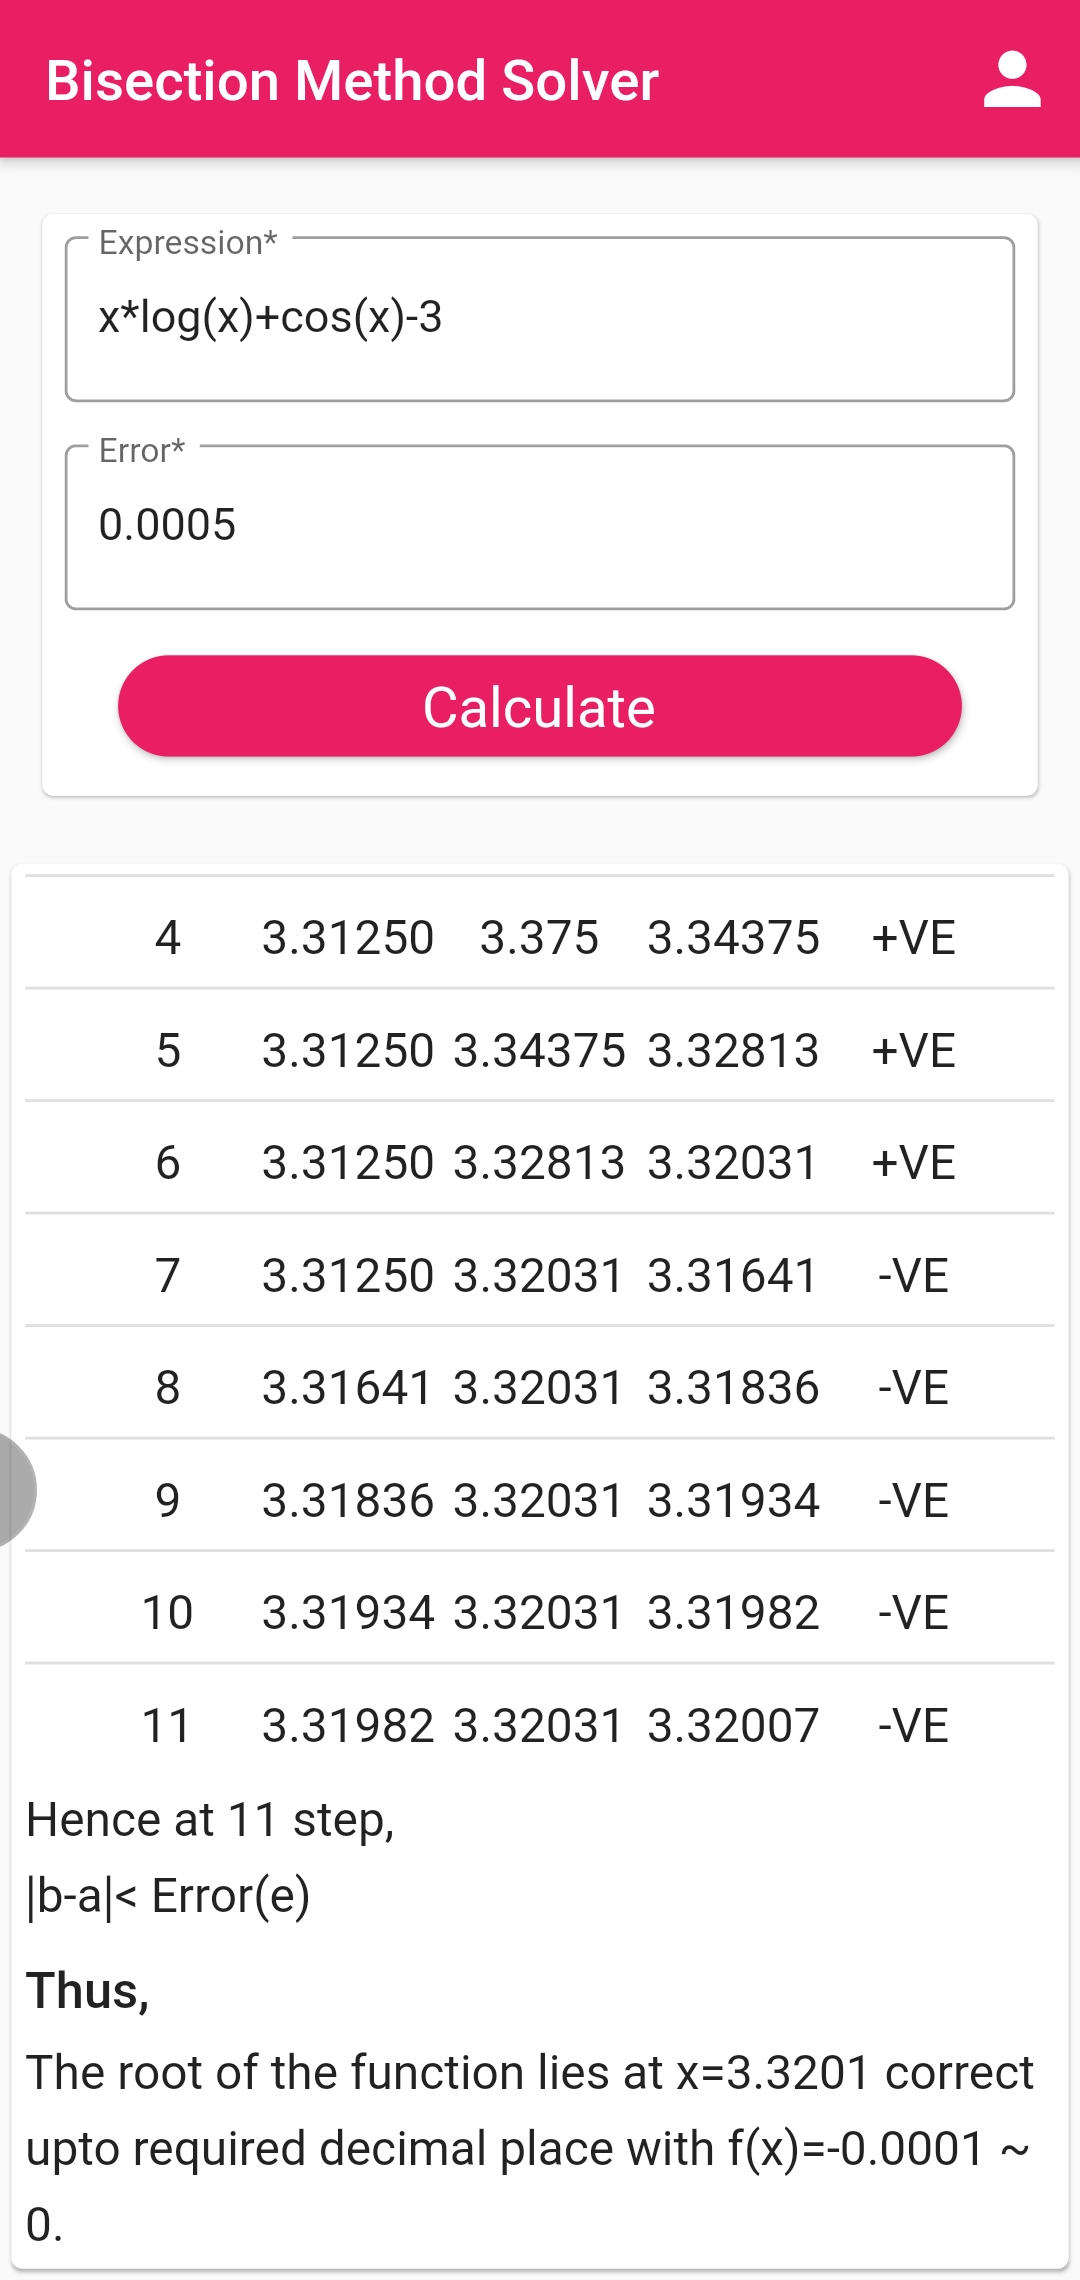 Bisection Method Solver
Expression*
x*log(x)+cos(x)-3
Error*
0.0005
Calculate
4 3.31250 3.375 3.34375 +VE
5 3.31250 3.34375 3.32813 +VE
6 3.31250 3.32813 3.32031 +VE
7 3.31250 3.32031 3.31641 -VE
8 3.31641 3.32031 3.31836 -VE
9 3.31836 3.32031 3.31934 -VE
10 3.31934 3.32031 3.31982 -VE
11 3.31982 3.32031 3.32007 -VE
Hence at 11 step,
|b-a|< Error(e)
Thus,
The root of the function lies at x=3.3201 correct
upto required decimal place with f(x)=-0.0001 ~
0.